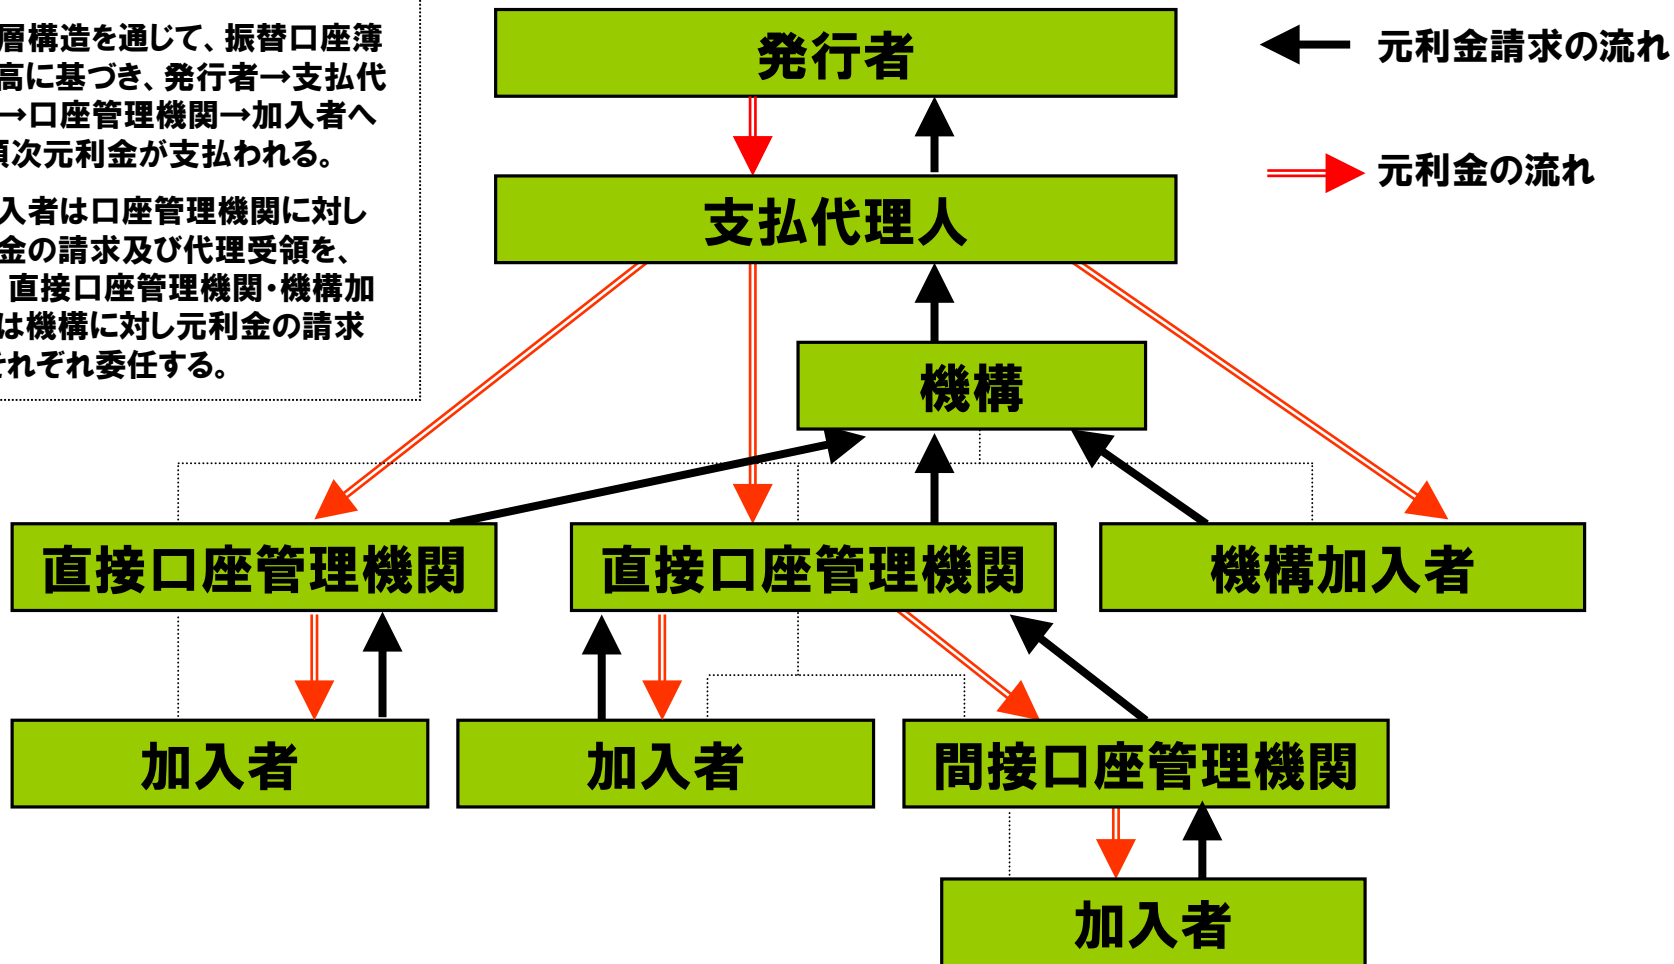 層構造を通じて、振替口座簿
高に基づき、発行者→支払代
→口座管理機関→加入者へ
次元利金が支払われる。
入者は口座管理機関に対し
金の請求及び代理受領を、
直接口座管理機関・機構加
は機構に対し元利金の請求
れぞれ委任する。
発行者
元利金請求の流れ
元利金の流れ
支払代理人
機構
直接口座管理機関
直接口座管理機関
機構加入者
加入者
加入者
間接口座管理機関
加入者